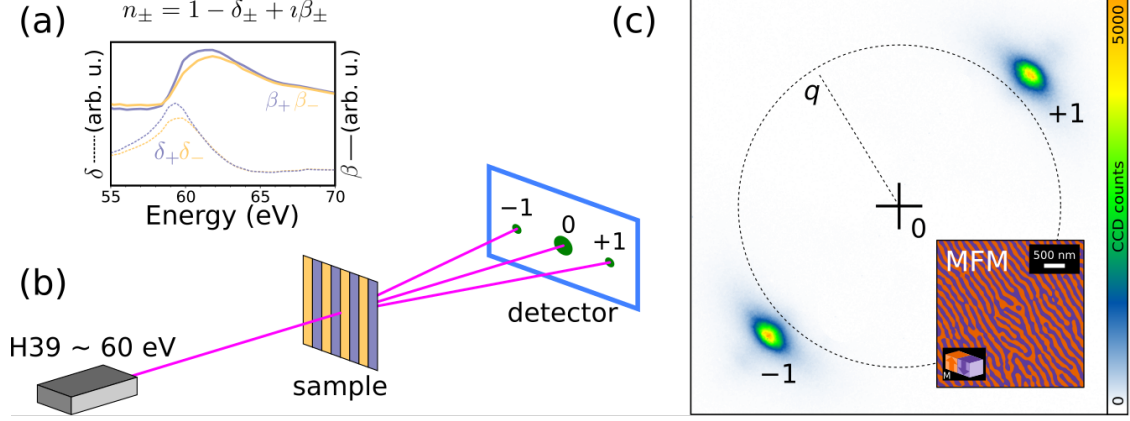 (a)
n± = 1 − δ± + ιβ±
δ ------(arb. u.)
β —(arb. u.)
β+ β−
δ+ δ−
55 60 65 70
Energy (eV)
(b)
H39 ~ 60 eV
sample
−1
0
+1
detector
(c)
q
+1
0
−1
MFM
500 nm
M
5000
CCD counts
0